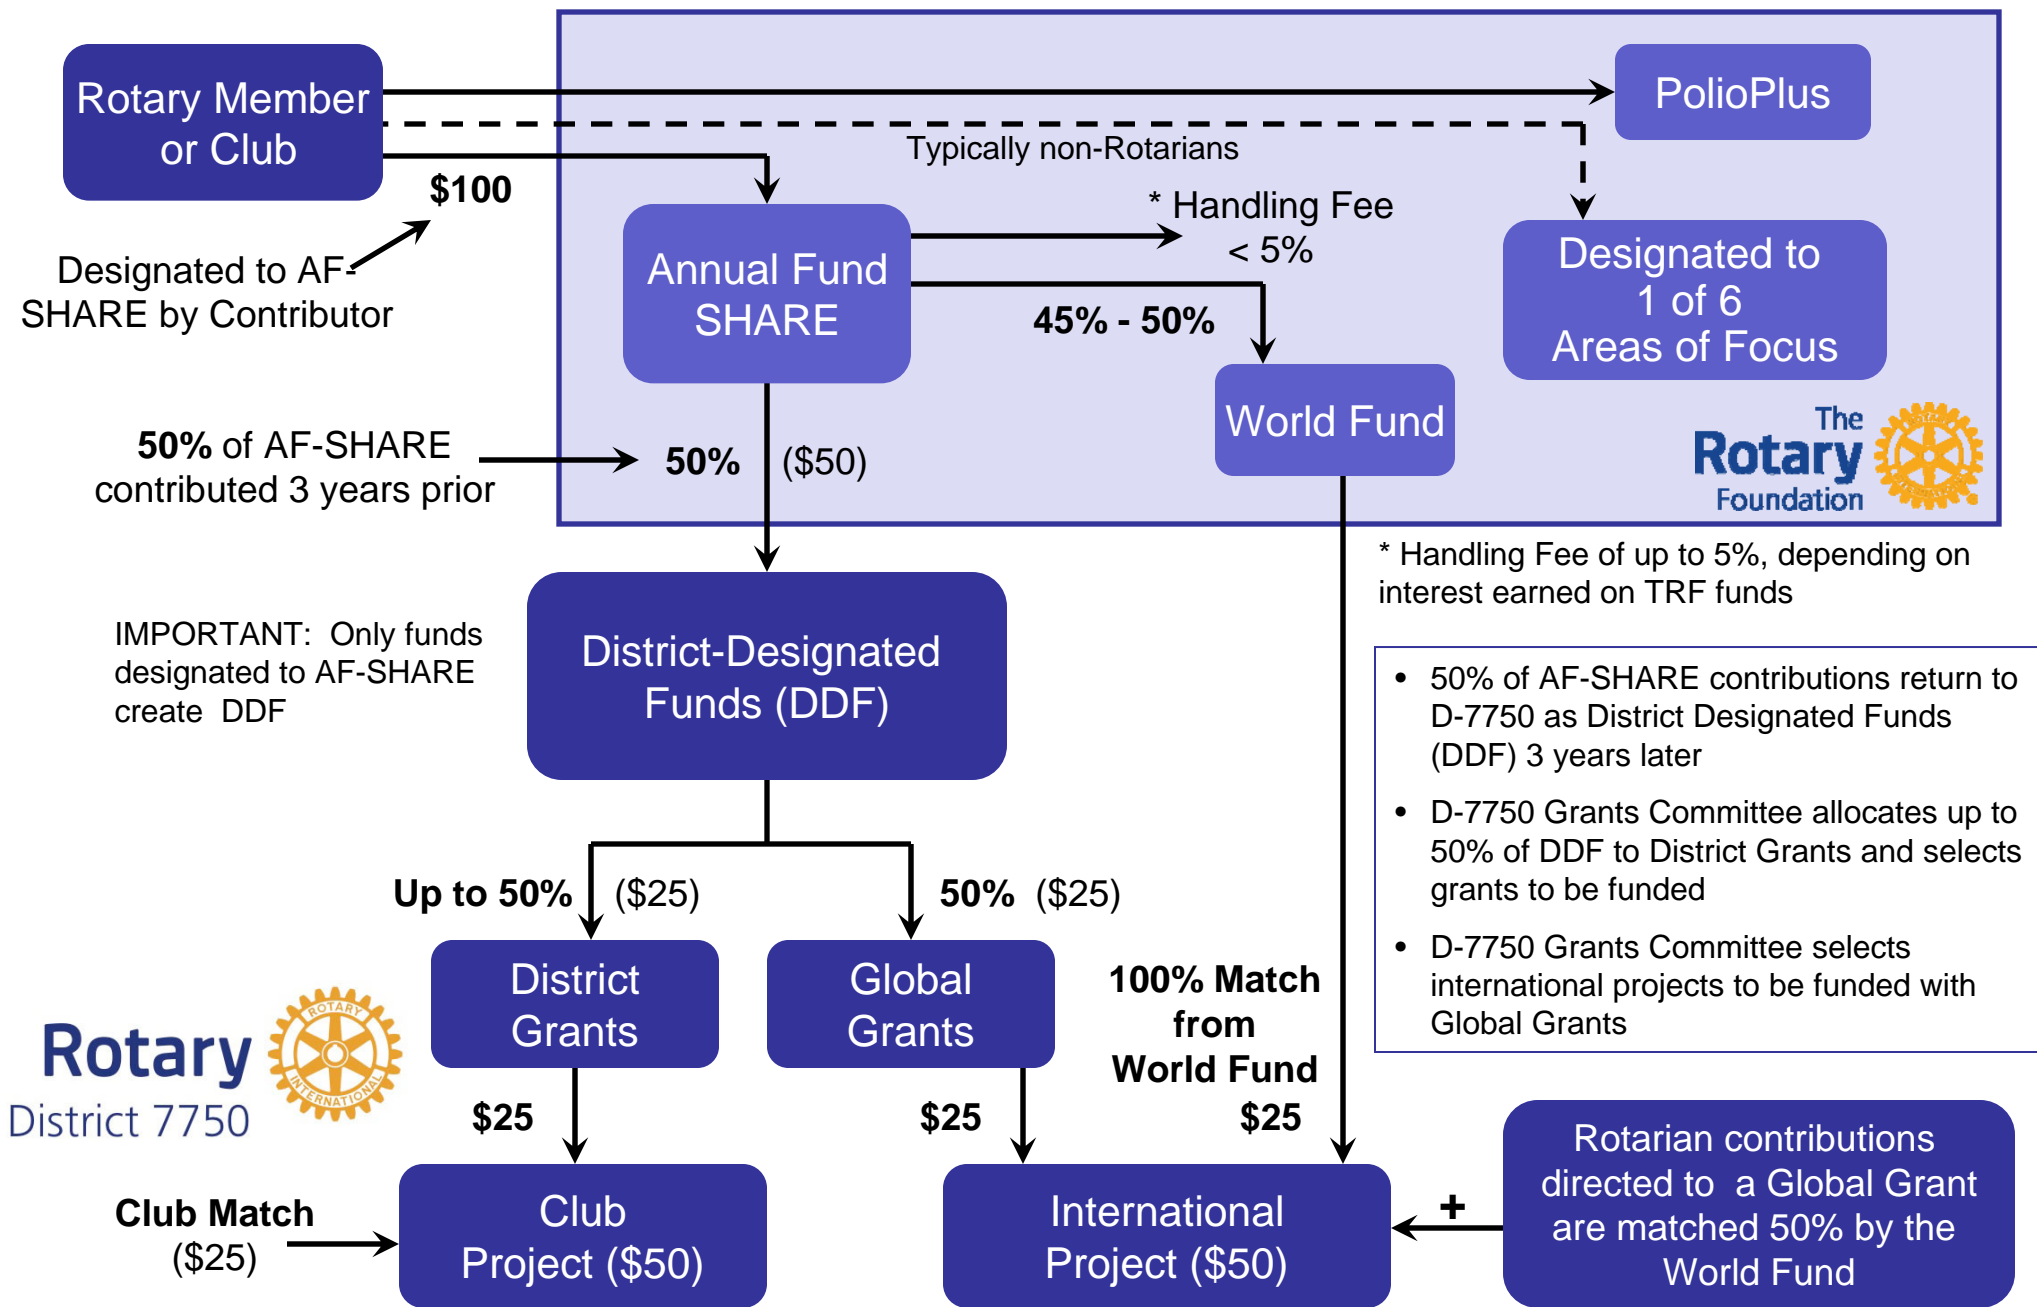 Rotary Member
or Club
PolioPlus
Typically non-Rotarians
$100
Designated to AF-
SHARE by Contributor
Annual Fund
SHARE
* Handling Fee
< 5%
45% - 50%
Designated to
1 of 6
Areas of Focus
World Fund
The
Rotary
Foundation
50% of AF-SHARE
contributed 3 years prior
50% ($50)
* Handling Fee of up to 5%, depending on
interest earned on TRF funds
IMPORTANT: Only funds
designated to AF-SHARE
create DDF
District-Designated
Funds (DDF)
• 50% of AF-SHARE contributions return to
D-7750 as District Designated Funds
(DDF) 3 years later
• D-7750 Grants Committee allocates up to
50% of DDF to District Grants and selects
grants to be funded
• D-7750 Grants Committee selects
international projects to be funded with
Global Grants
Up to 50% ($25)
50% ($25)
District
Grants
Global
Grants
100% Match
from
World Fund
$25
Rotary
District 7750
ROTARY
INTERNATIONAL
$25
$25
Club Match
($25)
Club
Project ($50)
International
Project ($50)
+
Rotarian contributions
directed to a Global Grant
are matched 50% by the
World Fund